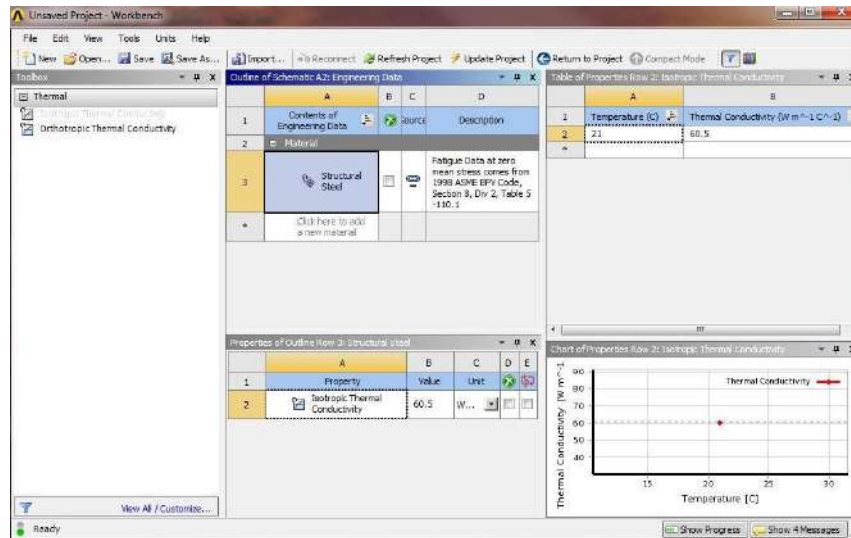 Unsaved Project - Workbench
File Edit View Tools Units Help
New Open... Save Save As... Import... Reconnect Refresh Project Update Project Return to Project Compact Mode
Toolbox
Thermal
Isotropic Thermal Conductivity
Orthotropic Thermal Conductivity
View All / Customize...
Outline of Schematic A2: Engineering Data
A B C D
1 Contents of Engineering Data Source Description
2 Material
3 Structural Steel
Fatigue Data at zero
mean stress comes from
1998 ASME BPV Code,
Section 8, Div 2, Table 5
-110.1
* Click here to add
a new material
Properties of Outline Row 3: Structural Steel
A B C D E
1 Property Value Unit
2 Isotropic Thermal Conductivity 60.5 W...
Table of Properties Row 2: Isotropic Thermal Conductivity
A B
1 Temperature (C) Thermal Conductivity (W m^-1 C^-1)
2 21 60.5
*
Chart of Properties Row 2: Isotropic Thermal Conductivity
Thermal Conductivity [W m^-1
90
80
70
60
50
40
Thermal Conductivity
15 20 25 30
Temperature [C]
Ready
Show Progress Show 4 Messages